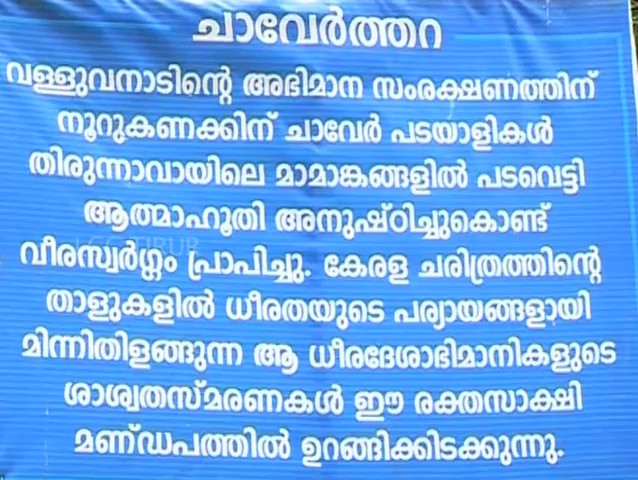 ചാവേർത്തറ
വള്ളുവനാടിന്റെ അഭിമാന സംരക്ഷണത്തിന്
നൂറുകണക്കിന് ചാവേർ പടയാളികൾ
തിരുന്നാവായിലെ മാമാങ്കങ്ങളിൽ പടവെട്ടി
ആത്മാഹൂതി അനുഷ്ഠിച്ചുകൊണ്ട്
വീരസ്വർഗ്ഗം പ്രാപിച്ചു. കേരള ചരിത്രത്തിന്റെ
താളുകളിൽ ധീരതയുടെ പര്യായങ്ങളായി
മിന്നിതിളങ്ങുന്ന ആ ധീരദേശാഭിമാനികളുടെ
ശാശ്വതസ്മരണകൾ ഈ രക്തസാക്ഷി
മണ്ഡപത്തിൽ ഉറങ്ങിക്കിടക്കുന്നു.